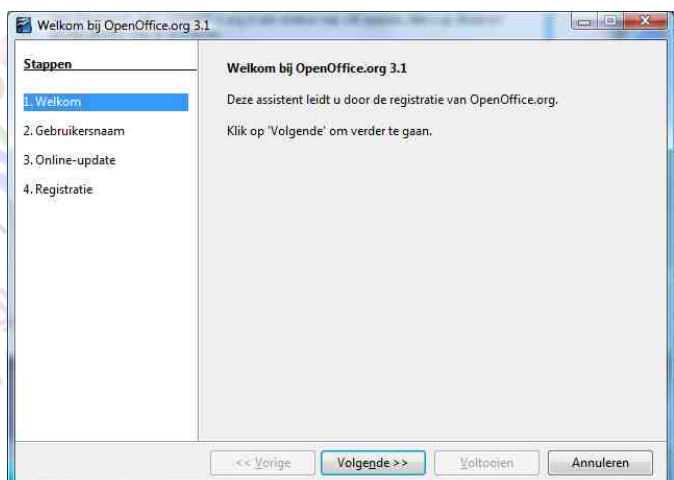 Welkom bij OpenOffice.org 3.1
Stappen
1. Welkom
2. Gebruikersnaam
3. Online-update
4. Registratie
Welkom bij OpenOffice.org 3.1
Deze assistent leidt u door de registratie van OpenOffice.org.
Klik op 'Volgende' om verder te gaan.
<< Vorige Volgende >> Voltooien Annuleren